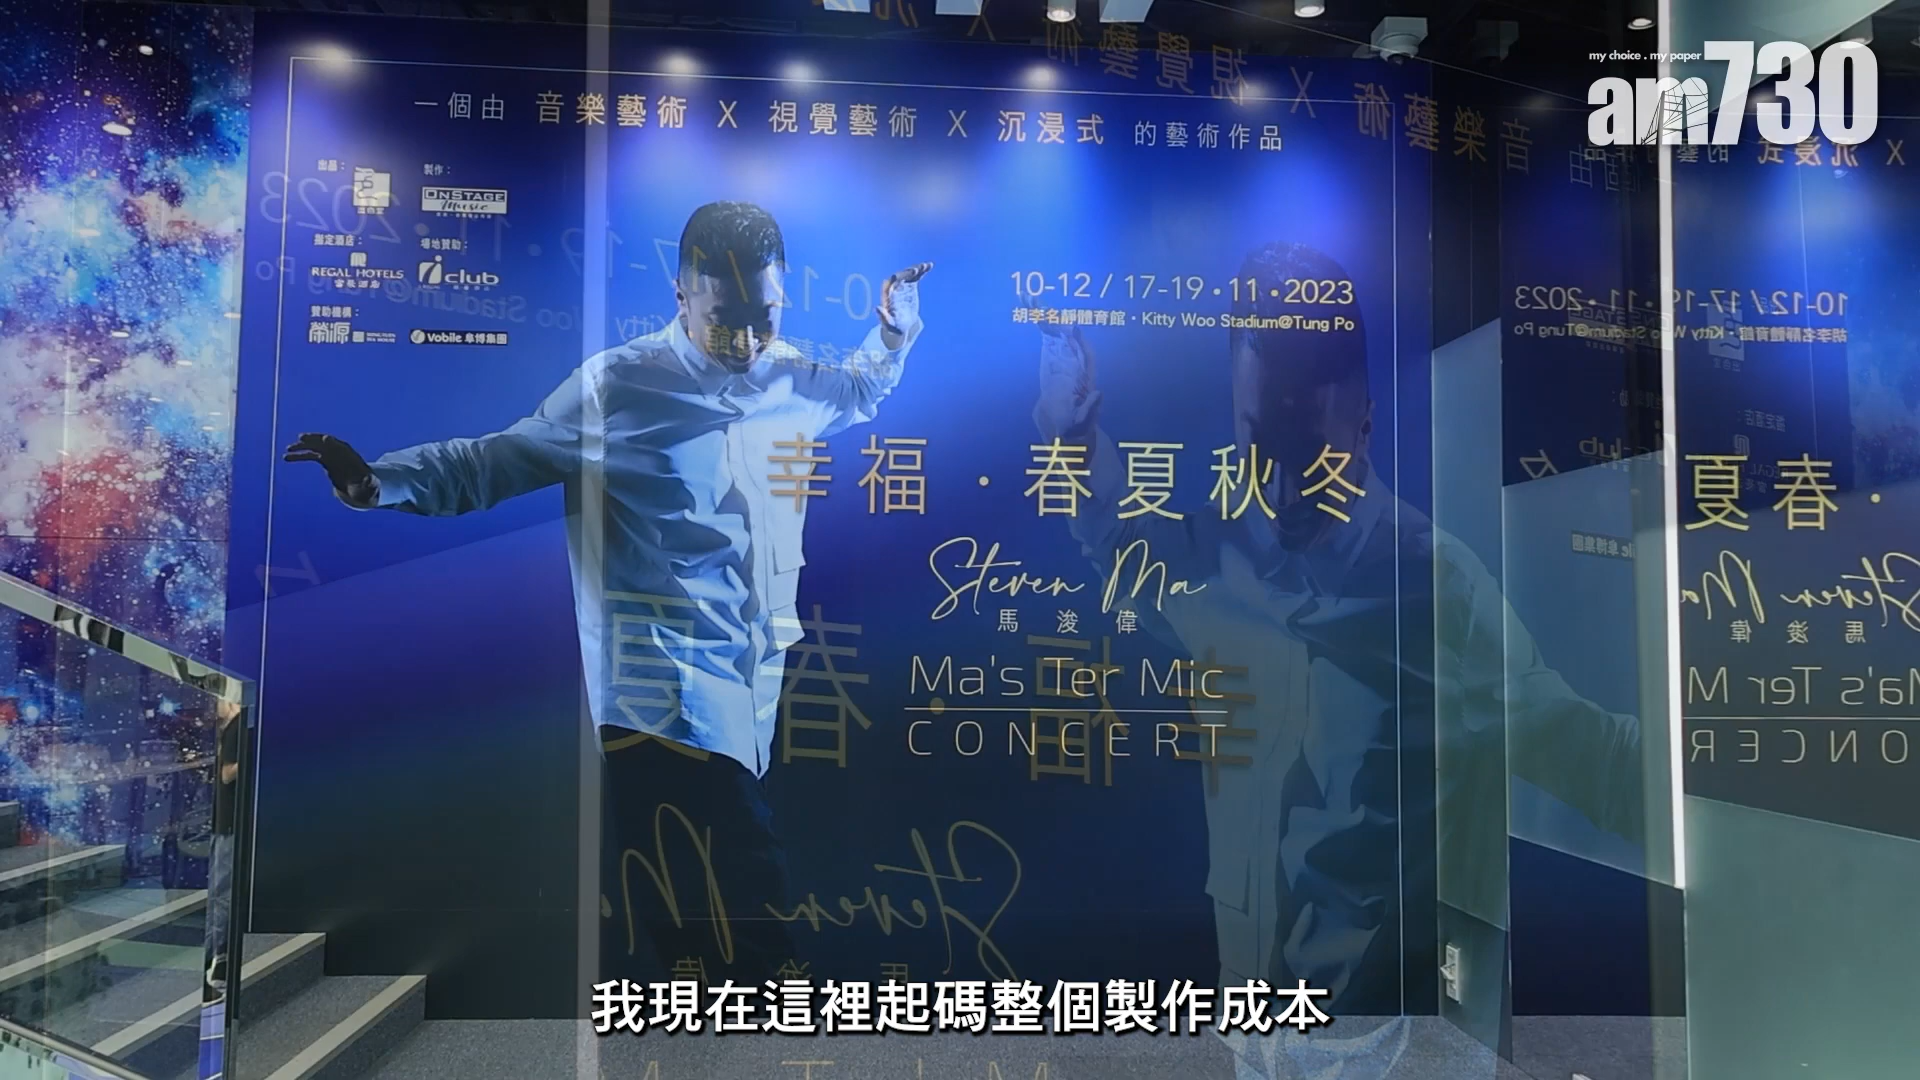 my choice . my paper
am730
一個由 音樂藝術 X 視覺藝術 X 沉浸式 的藝術作品
出品：
製作：
ONSTAGE
Music
指定酒店：
場地贊助：
REGAL HOTELS
富豪酒店
iclub
贊助機構：
榮源
Vobile 阜博集團
10-12 / 17-19 • 11 • 2023
胡李名靜體育館・Kitty Woo Stadium@Tung Po
幸福・春夏秋冬
Steven Ma
馬浚偉
Ma's Ter Mic
CONCERT
我現在這裡起碼整個製作成本